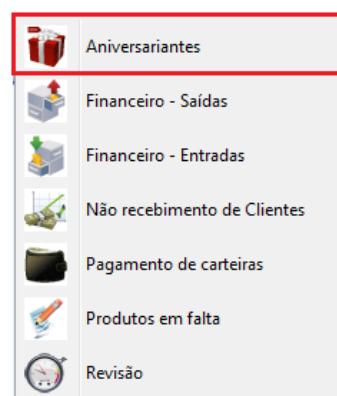 Aniversariantes
Financeiro - Saídas
Financeiro - Entradas
Não recebimento de Clientes
Pagamento de carteiras
Produtos em falta
Revisão